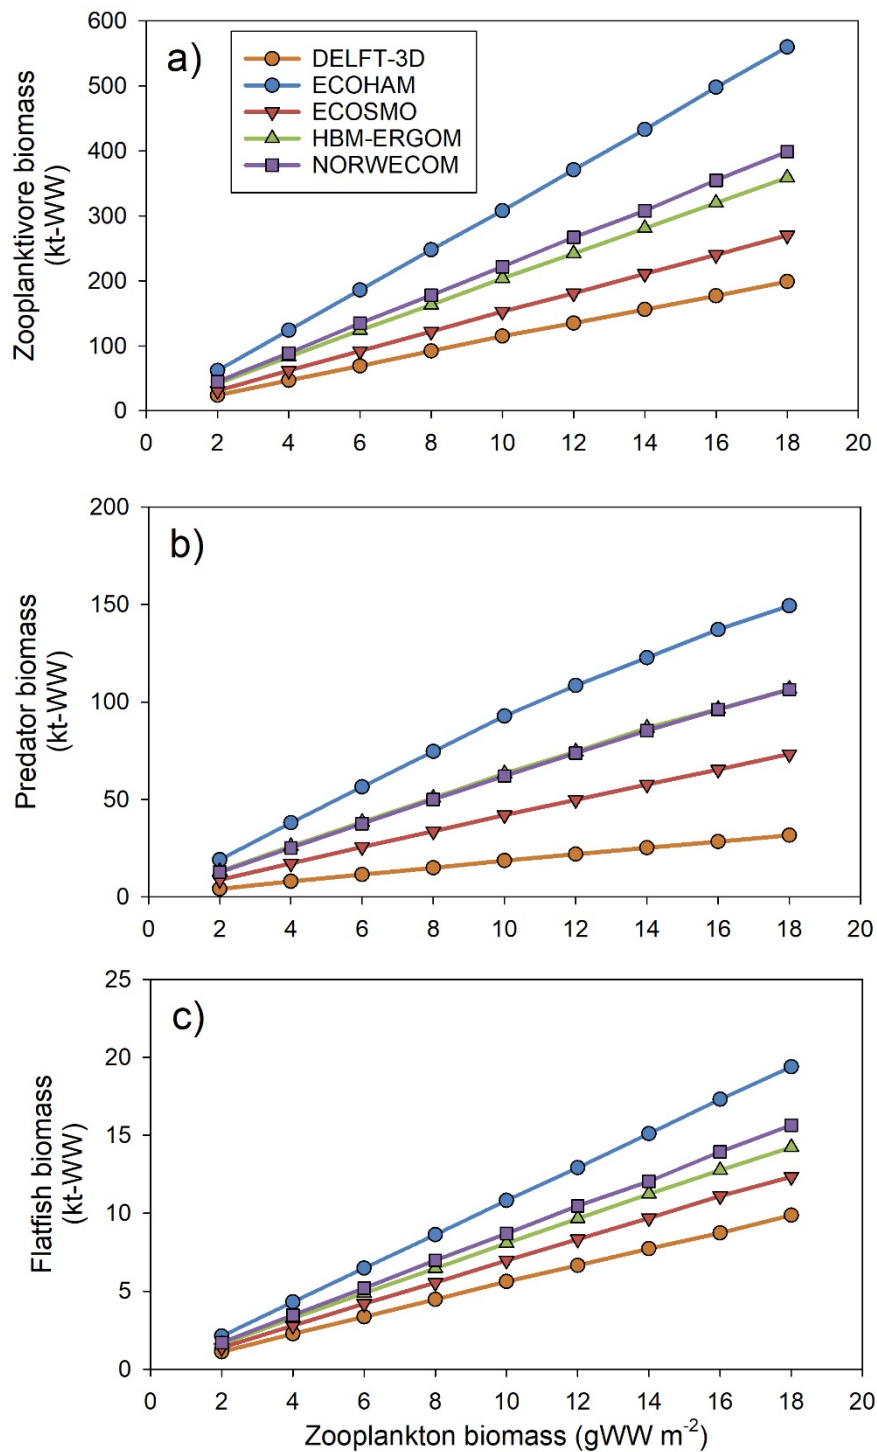 600
a)
DELFT-3D
ECOHAM
ECOSMO
HBM-ERGOM
NORWECOM
500
400
300
200
100
0
Zooplanktivore biomass
(kt-WW)
0 2 4 6 8 10 12 14 16 18 20
200
b)
150
100
50
0
Predator biomass
(kt-WW)
0 2 4 6 8 10 12 14 16 18 20
25
c)
20
15
10
5
0
Flatfish biomass
(kt-WW)
0 2 4 6 8 10 12 14 16 18 20
Zooplankton biomass (gWW m⁻²)